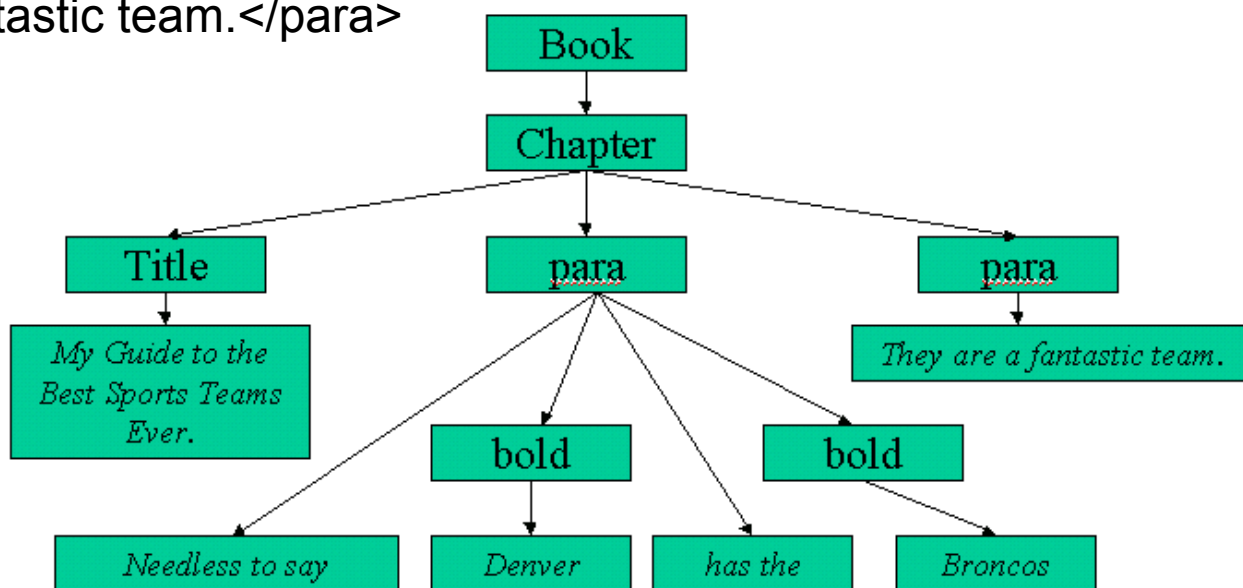 tastic team.</para>
Book
Chapter
Title
para
para
My Guide to the
Best Sports Teams
Ever.
They are a fantastic team.
bold
bold
Needless to say
Denver
has the
Broncos